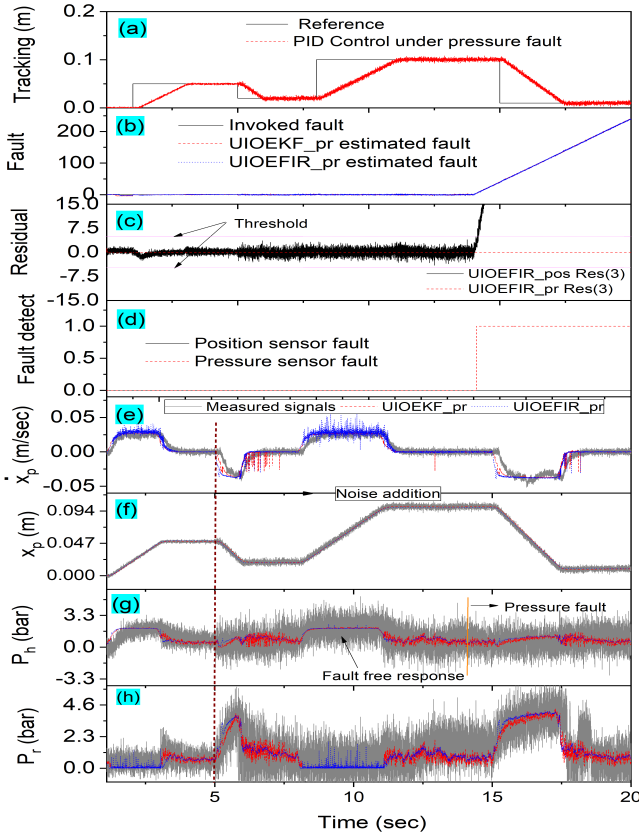 (a)
Reference
PID Control under pressure fault
Tracking (m)
0.2
0.1
0.0
(b)
Invoked fault
UIOEKF_pr estimated fault
UIOEFIR_pr estimated fault
Fault
200
100
0
(c)
Threshold
Residual
15.0
7.5
0.0
-7.5
-15.0
UIOEFIR_pos Res(3)
UIOEFIR_pr Res(3)
(d)
Position sensor fault
Pressure sensor fault
Fault detect
1.0
0.5
0.0
(e)
Measured signals
UIOEKF_pr
UIOEFIR_pr
ẋp (m/sec)
0.05
0.00
-0.05
(f)
Noise addition
xp (m)
0.094
0.047
0.000
(g)
Pressure fault
Fault free response
Ph (bar)
3.3
0.0
-3.3
(h)
Pr (bar)
4.6
2.3
0.0
5 10 15 20
Time (sec)